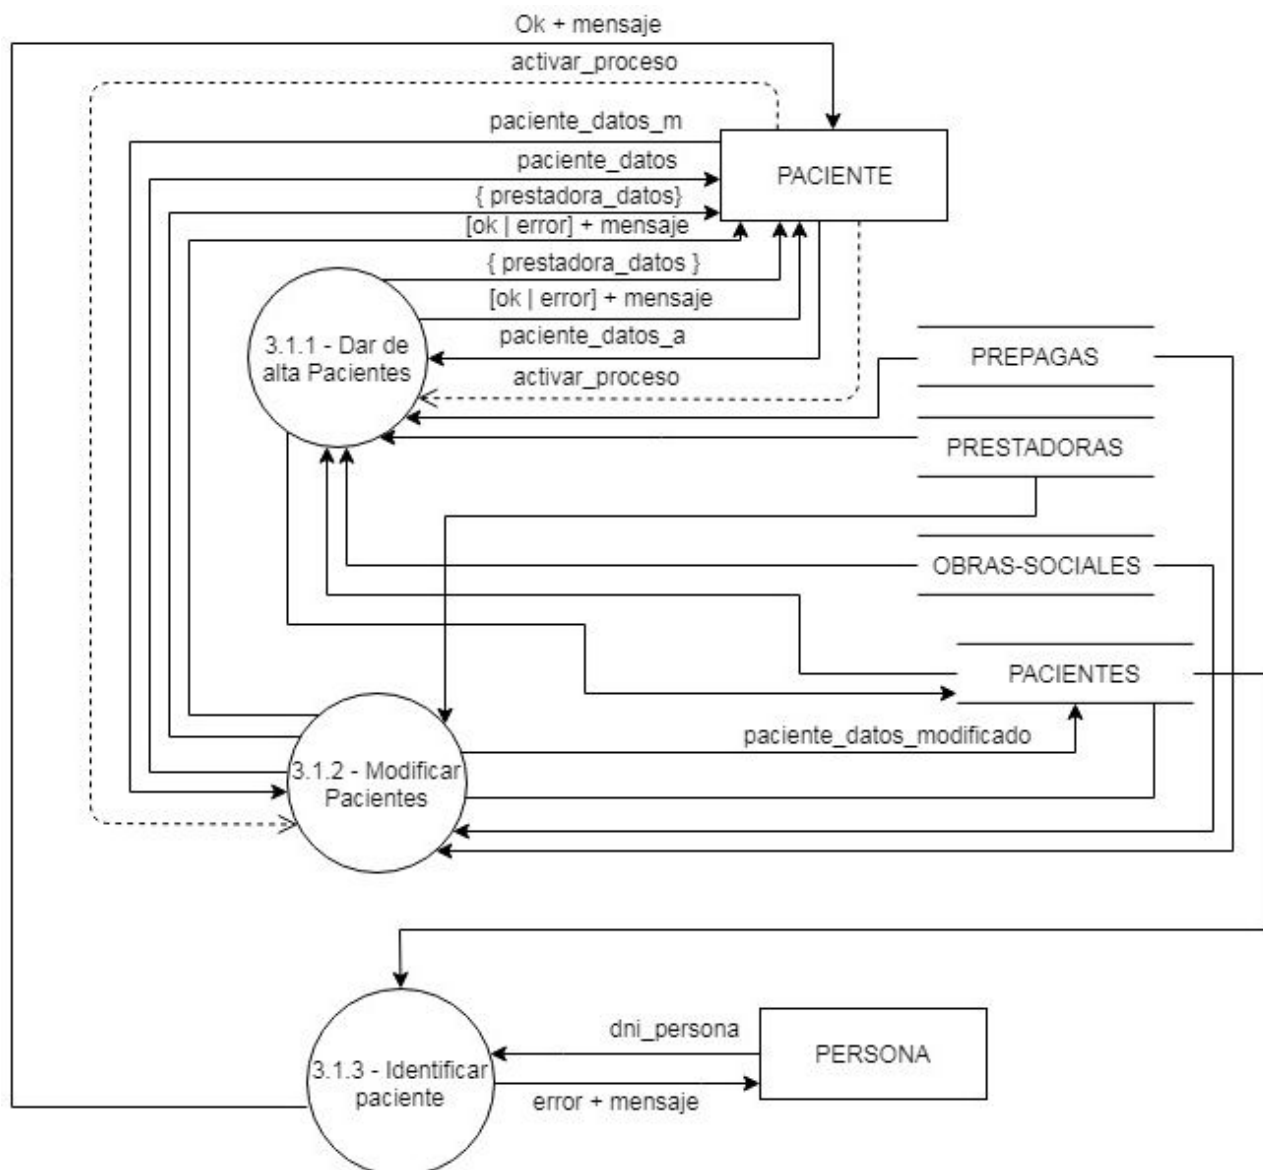 Ok + mensaje
activar_proceso
paciente_datos_m
paciente_datos
{ prestadora_datos}
[ok | error] + mensaje
PACIENTE
{ prestadora_datos }
[ok | error] + mensaje
paciente_datos_a
activar_proceso
3.1.1 - Dar de
alta Pacientes
PREPAGAS
PRESTADORAS
OBRAS-SOCIALES
PACIENTES
paciente_datos_modificado
3.1.2 - Modificar
Pacientes
dni_persona
PERSONA
3.1.3 - Identificar
paciente
error + mensaje